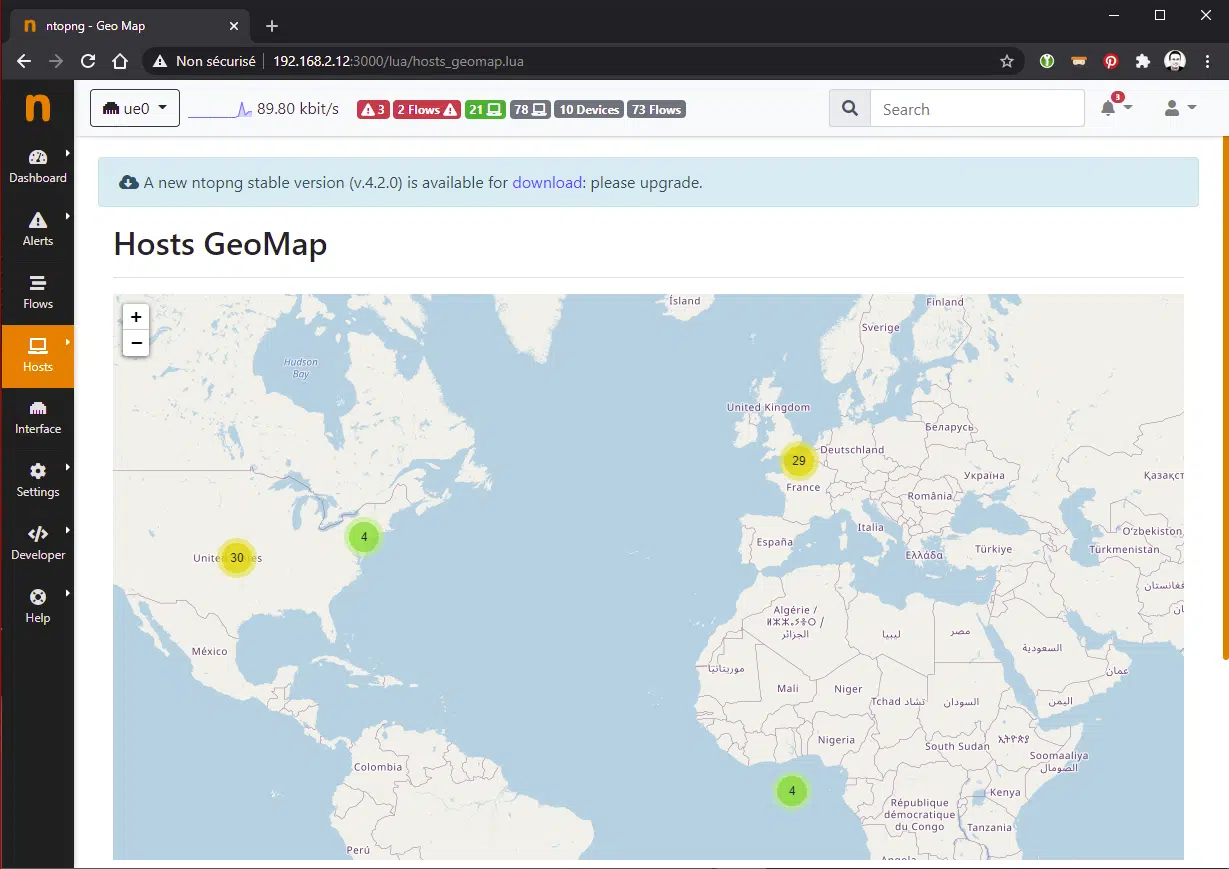 ntopng - Geo Map
Non sécurisé 192.168.2.12:3000/lua/hosts_geomap.lua
n
ue0 89.80 kbit/s 3 2 Flows 21 78 10 Devices 73 Flows Search 3
Dashboard
Alerts
Flows
Hosts
Interface
Settings
Developer
Help
A new ntopng stable version (v.4.2.0) is available for download: please upgrade.
Hosts GeoMap
+
−
Ísland
Finland
Sverige
Hudson
Bay
United Kingdom
Беларусь
Deutschland
29
France
Україна
Қазақст
România
Italia
España
Ελλάδα
Türkiye
Oʻzbekiston
Türkmenistan
4
30
افغانستان
Algérie /
ⵍⵣⵣⴰⵢⴻⵔ /
الجزائر
ليبيا
مصر
السعودية
México
موريتانيا
عمان
Mali
Niger
Tchad تشاد
السودان
اليمن
Nigeria
South Sudan
ኢትዮጵያ
Soomaaliya
الصومال
Colombia
4
Kenya
République
démocratique
du Congo
Tanzania
Perú
Angola